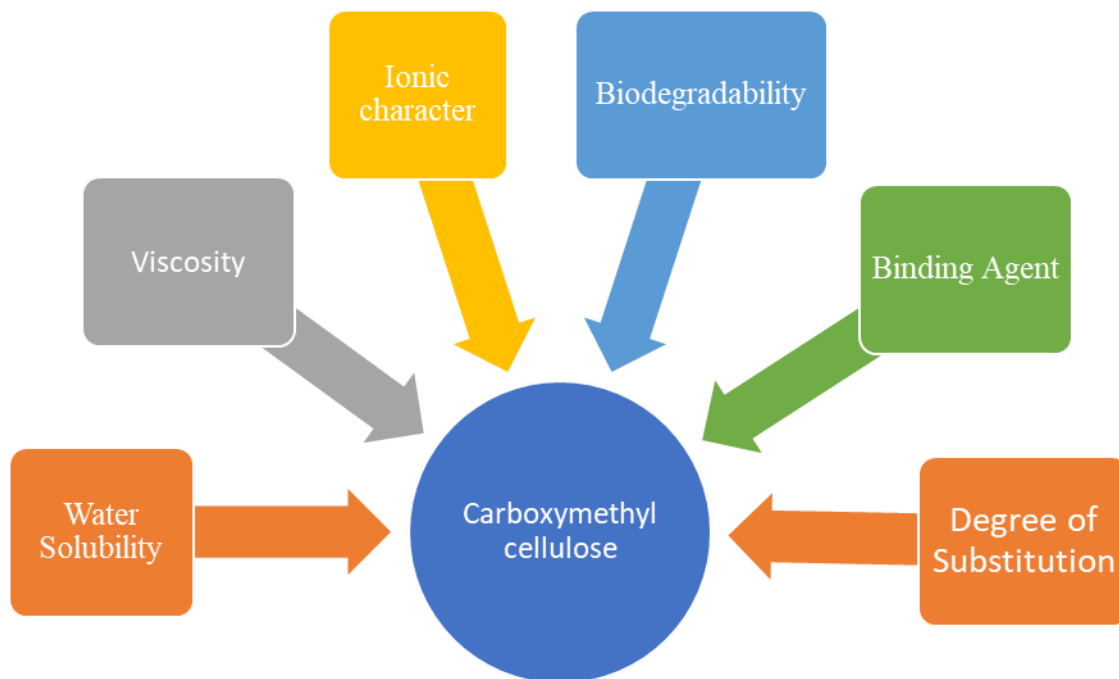 Ionic
character
Biodegradability
Viscosity
Binding Agent
Water
Solubility
Carboxymethyl
cellulose
Degree of
Substitution